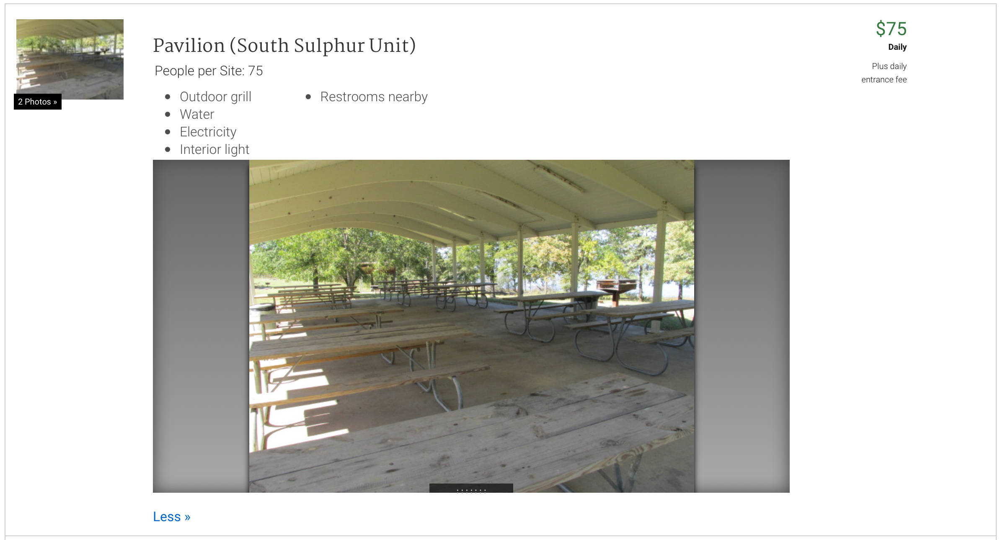 Pavilion (South Sulphur Unit)
People per Site: 75
Outdoor grill
Water
Electricity
Interior light
Restrooms nearby
$75
Daily
Plus daily
entrance fee
2 Photos »
Less »